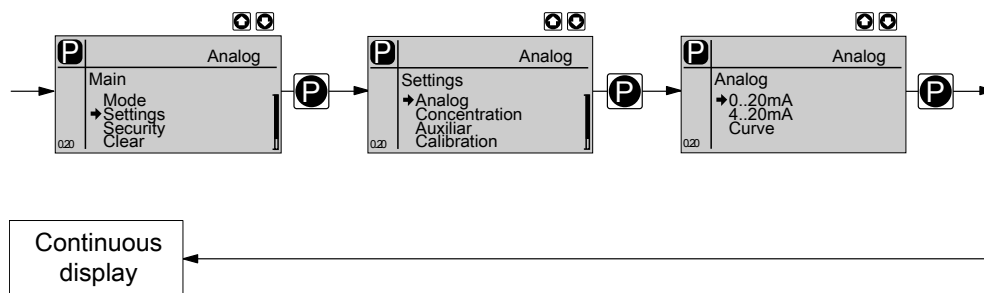 P Analog
Main
Mode
Settings
Security
Clear
0.20
P
P Analog
Settings
Analog
Concentration
Auxiliar
Calibration
0.20
P
P Analog
Analog
0..20mA
4..20mA
Curve
0.20
P
Continuous
display